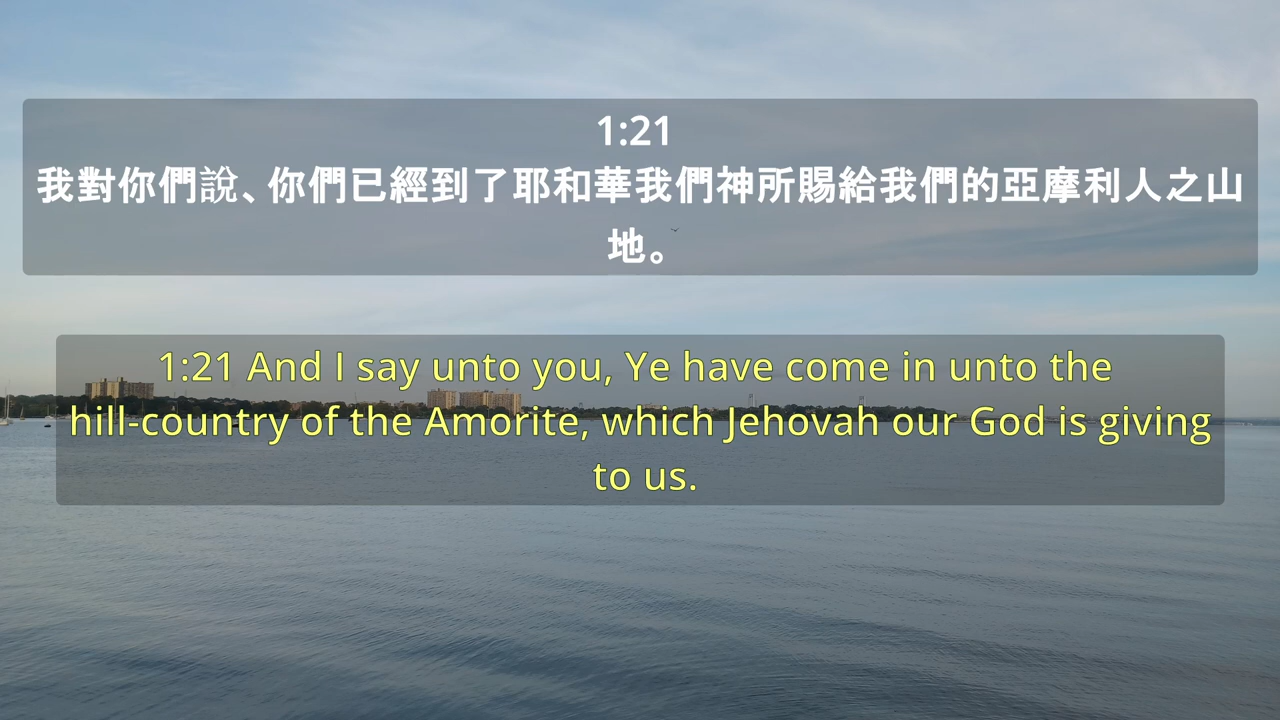 1:21
我對你們說、你們已經到了耶和華我們神所賜給我們的亞摩利人之山
地。
1:21 And I say unto you, Ye have come in unto the
hill-country of the Amorite, which Jehovah our God is giving
to us.